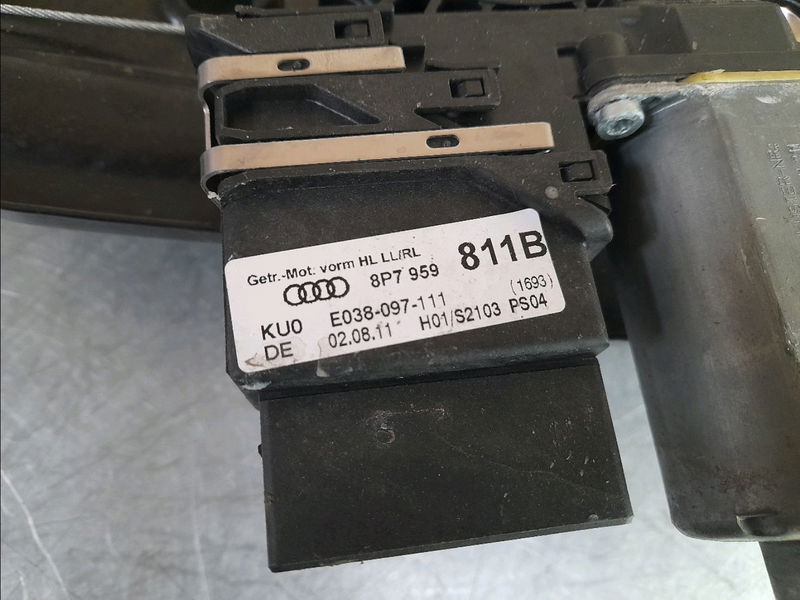 Getr.-Mot: vorm HL LL/RL
8P7 959 811B
KU0 E038-097-111 (1693)
DE 02.08.11 H01/S2103 PS04